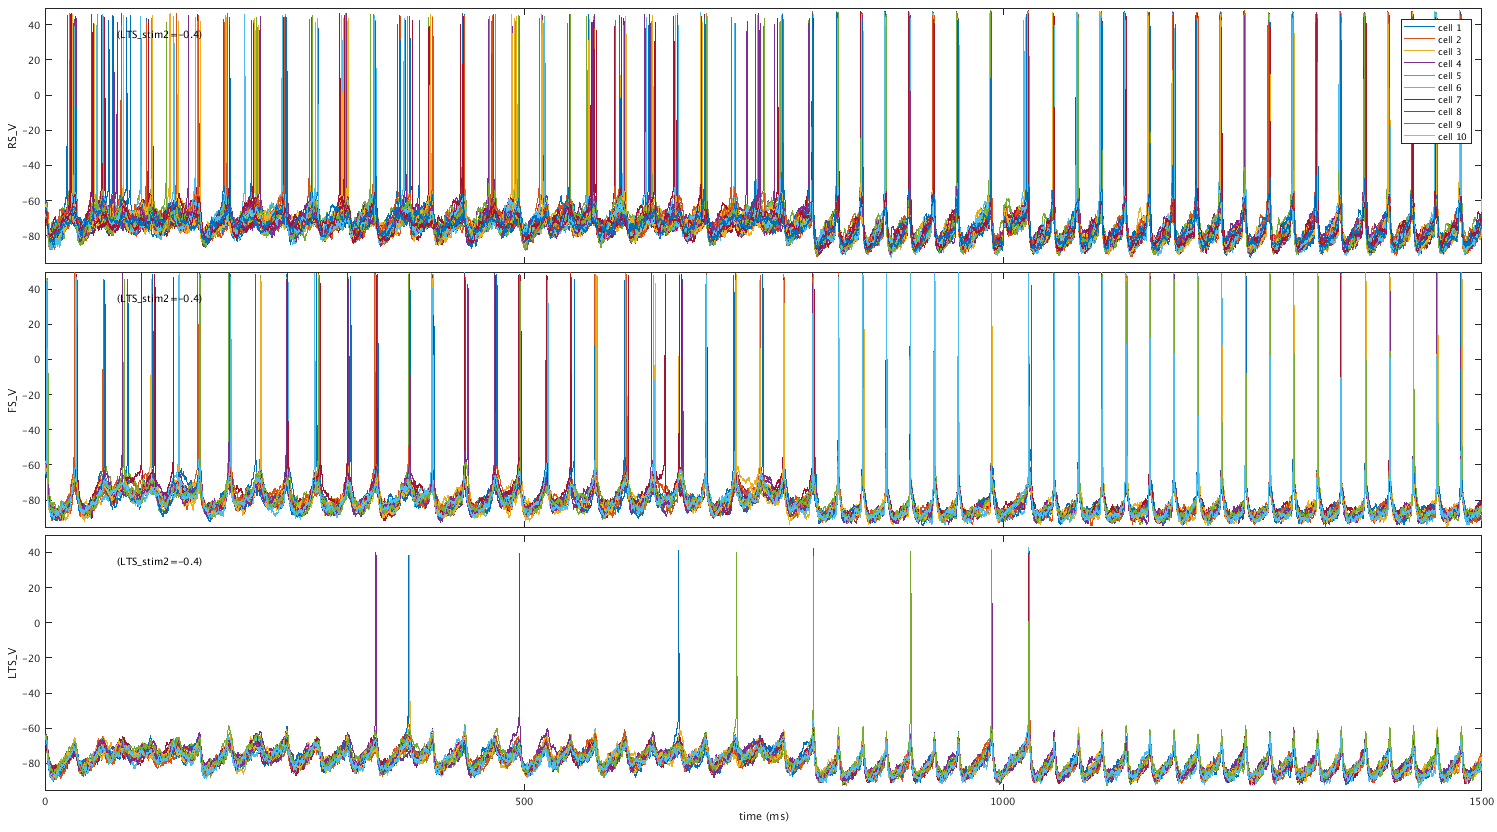 40
20
0
−20
−40
−60
−80
RS_V
(LTS_stim2=-0.4)
cell 1
cell 2
cell 3
cell 4
cell 5
cell 6
cell 7
cell 8
cell 9
cell 10
40
20
0
−20
−40
−60
−80
FS_V
(LTS_stim2=-0.4)
40
20
0
−20
−40
−60
−80
LTS_V
(LTS_stim2=-0.4)
0 500 1000 1500
time (ms)